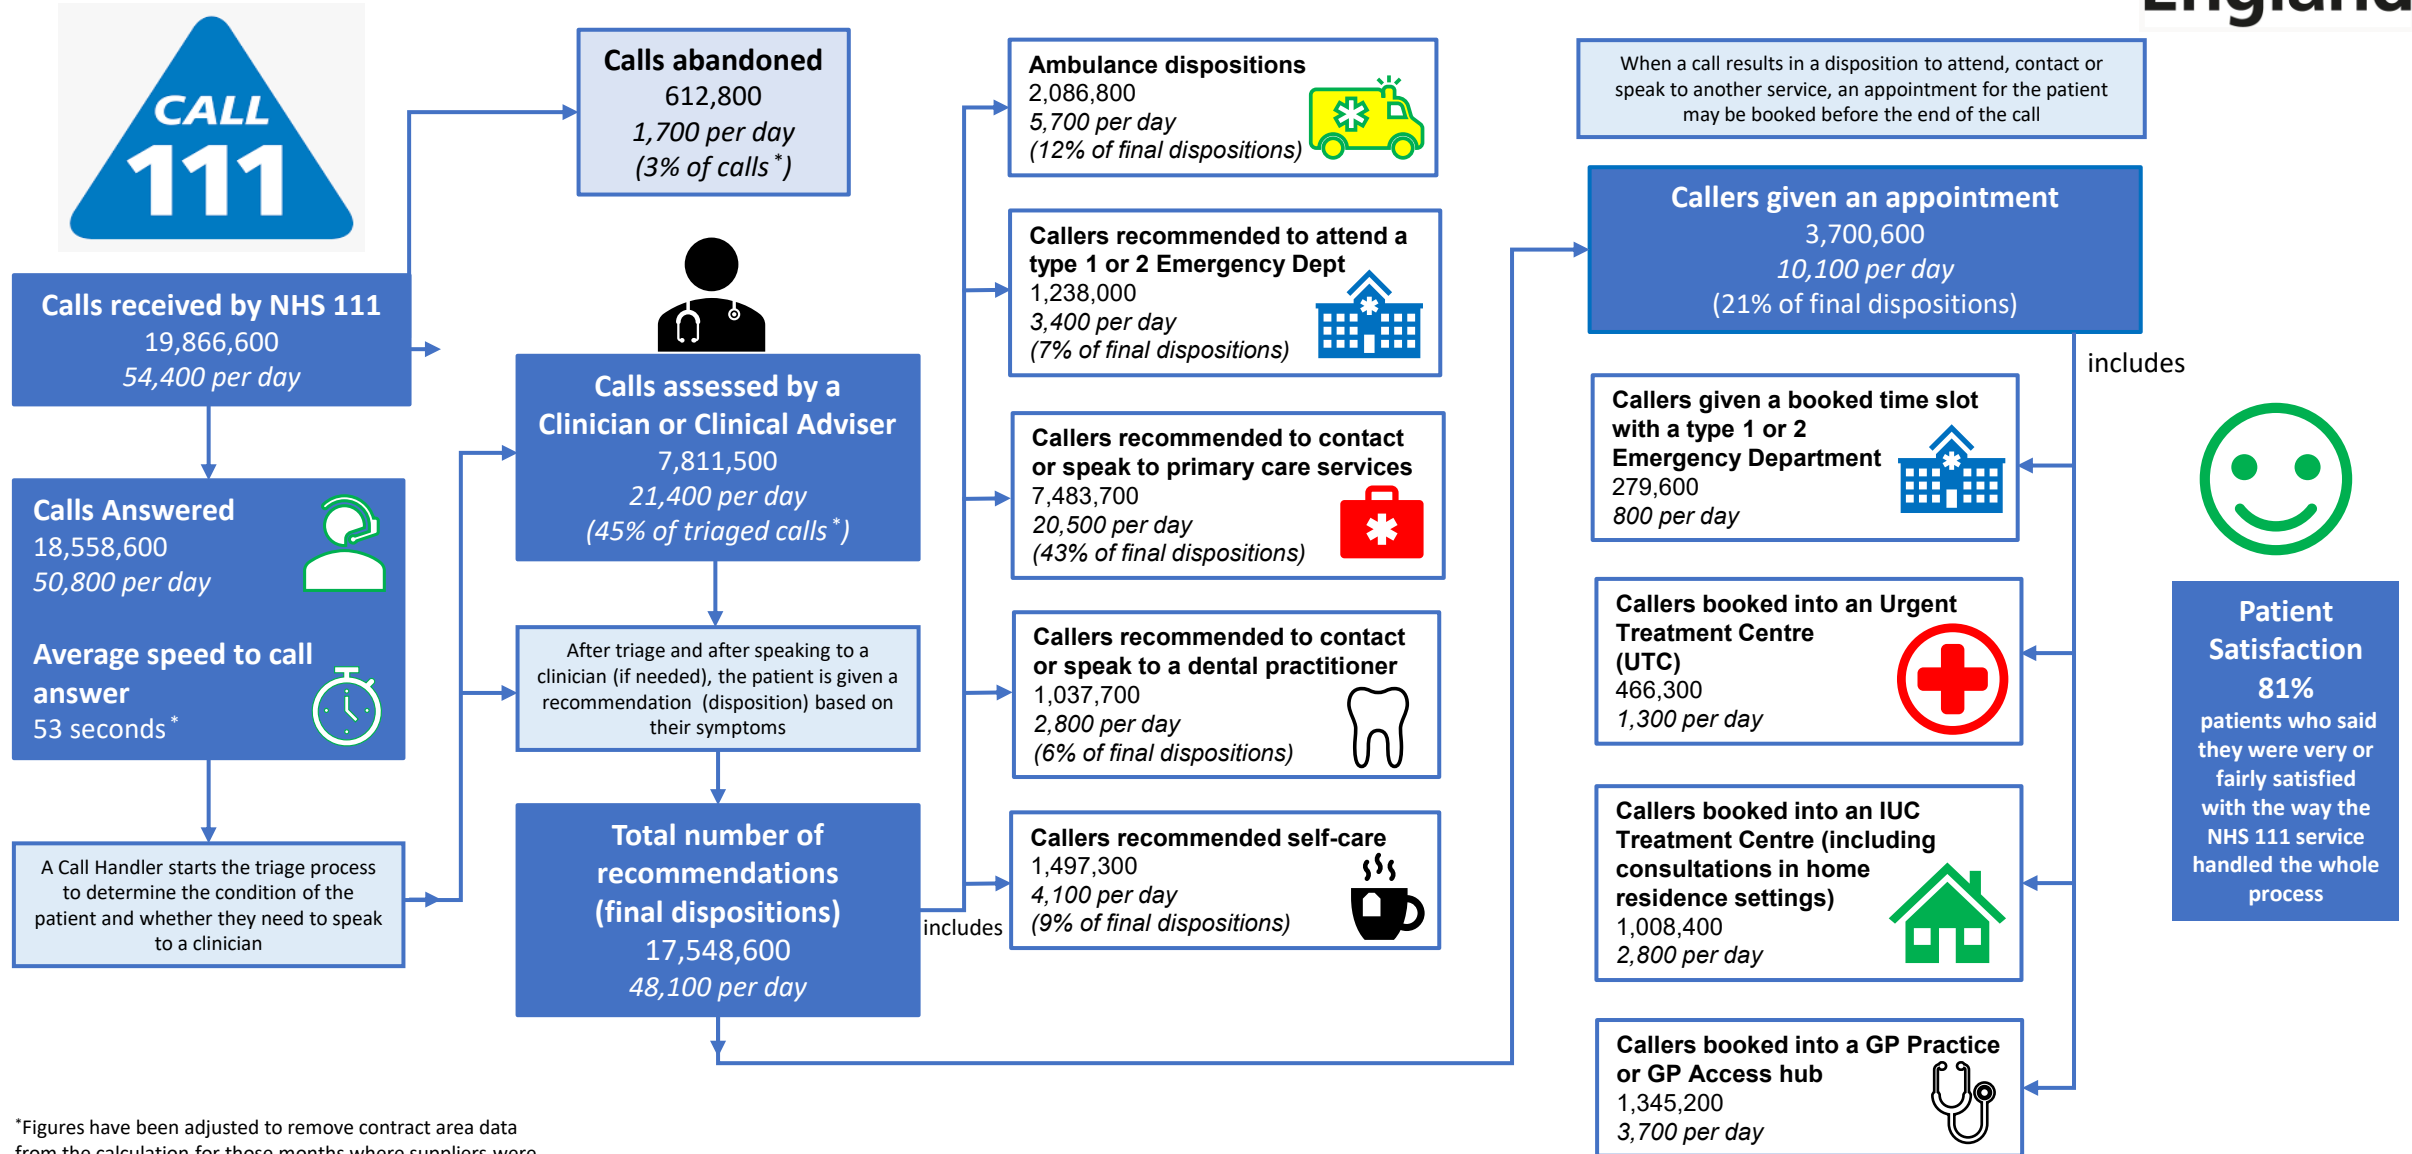 England
CALL
111
Calls received by NHS 111
19,866,600
54,400 per day
Calls Answered
18,558,600
50,800 per day
Average speed to call
answer
53 seconds*
A Call Handler starts the triage process
to determine the condition of the
patient and whether they need to speak
to a clinician
Calls abandoned
612,800
1,700 per day
(3% of calls*)
Calls assessed by a
Clinician or Clinical Adviser
7,811,500
21,400 per day
(45% of triaged calls*)
After triage and after speaking to a
clinician (if needed), the patient is given a
recommendation (disposition) based on
their symptoms
Total number of
recommendations
(final dispositions)
17,548,600
48,100 per day
includes
Ambulance dispositions
2,086,800
5,700 per day
(12% of final dispositions)
Callers recommended to attend a
type 1 or 2 Emergency Dept
1,238,000
3,400 per day
(7% of final dispositions)
Callers recommended to contact
or speak to primary care services
7,483,700
20,500 per day
(43% of final dispositions)
Callers recommended to contact
or speak to a dental practitioner
1,037,700
2,800 per day
(6% of final dispositions)
Callers recommended self-care
1,497,300
4,100 per day
(9% of final dispositions)
When a call results in a disposition to attend, contact or
speak to another service, an appointment for the patient
may be booked before the end of the call
Callers given an appointment
3,700,600
10,100 per day
(21% of final dispositions)
includes
Callers given a booked time slot
with a type 1 or 2
Emergency Department
279,600
800 per day
Callers booked into an Urgent
Treatment Centre
(UTC)
466,300
1,300 per day
Callers booked into an IUC
Treatment Centre (including
consultations in home
residence settings)
1,008,400
2,800 per day
Callers booked into a GP Practice
or GP Access hub
1,345,200
3,700 per day
Patient
Satisfaction
81%
patients who said
they were very or
fairly satisfied
with the way the
NHS 111 service
handled the whole
process
*Figures have been adjusted to remove contract area data
from the calculation for those months where suppliers were